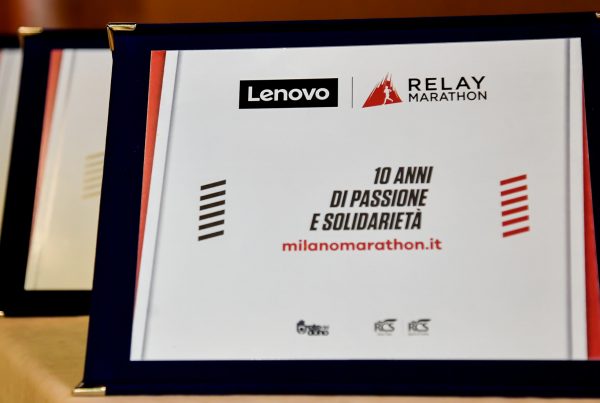 Lenovo
RELAY
MARATHON
10 ANNI
DI PASSIONE
E SOLIDARIETÀ
milanomarathon.it
RCS
RCS